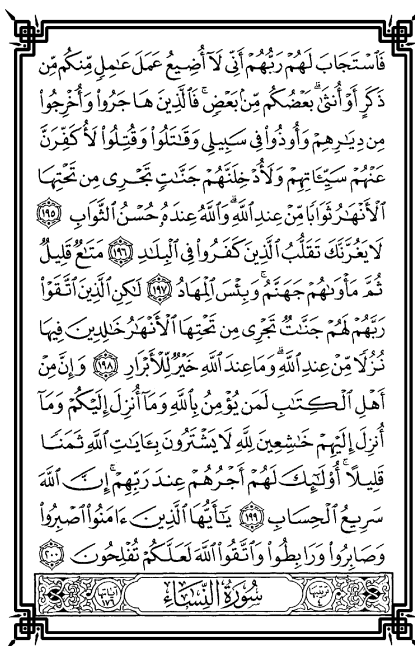 فَٱسْتَجَابَ لَهُمْ رَبُّهُمْ أَنِّي لَآ أُضِيعُ عَمَلَ عَٰمِلٍ مِّنكُم مِّن
ذَكَرٍ أَوْ أُنثَىٰ ۖ بَعْضُكُم مِّنۢ بَعْضٍ ۖ فَٱلَّذِينَ هَاجَرُوا۟ وَأُخْرِجُوا۟
مِن دِيَٰرِهِمْ وَأُوذُوا۟ فِي سَبِيلِي وَقَٰتَلُوا۟ وَقُتِلُوا۟ لَأُكَفِّرَنَّ
عَنْهُمْ سَيِّـَٔاتِهِمْ وَلَأُدْخِلَنَّهُمْ جَنَّٰتٍ تَجْرِي مِن تَحْتِهَا
ٱلْأَنْهَٰرُ ثَوَابًا مِّنْ عِندِ ٱللَّهِ ۗ وَٱللَّهُ عِندَهُۥ حُسْنُ ٱلثَّوَابِ ١٩٥
لَا يَغُرَّنَّكَ تَقَلُّبُ ٱلَّذِينَ كَفَرُوا۟ فِي ٱلْبِلَٰدِ ١٩٦ مَتَٰعٌ قَلِيلٌ
ثُمَّ مَأْوَىٰهُمْ جَهَنَّمُ ۚ وَبِئْسَ ٱلْمِهَادُ ١٩٧ لَٰكِنِ ٱلَّذِينَ ٱتَّقَوْا۟
رَبَّهُمْ لَهُمْ جَنَّٰتٌ تَجْرِي مِن تَحْتِهَا ٱلْأَنْهَٰرُ خَٰلِدِينَ فِيهَا
نُزُلًا مِّنْ عِندِ ٱللَّهِ ۗ وَمَا عِندَ ٱللَّهِ خَيْرٌ لِّلْأَبْرَارِ ١٩٨ وَإِنَّ مِنْ
أَهْلِ ٱلْكِتَٰبِ لَمَن يُؤْمِنُ بِٱللَّهِ وَمَآ أُنزِلَ إِلَيْكُمْ وَمَآ
أُنزِلَ إِلَيْهِمْ خَٰشِعِينَ لِلَّهِ لَا يَشْتَرُونَ بِـَٔايَٰتِ ٱللَّهِ ثَمَنًا
قَلِيلًا ۗ أُو۟لَٰٓئِكَ لَهُمْ أَجْرُهُمْ عِندَ رَبِّهِمْ ۗ إِنَّ ٱللَّهَ
سَرِيعُ ٱلْحِسَابِ ١٩٩ يَٰٓأَيُّهَا ٱلَّذِينَ ءَامَنُوا۟ ٱصْبِرُوا۟
وَصَابِرُوا۟ وَرَابِطُوا۟ وَٱتَّقُوا۟ ٱللَّهَ لَعَلَّكُمْ تُفْلِحُونَ ٢٠٠
ترتيبها ٤ سُورَةُ النِّسَاءِ آياتها ١٧٦